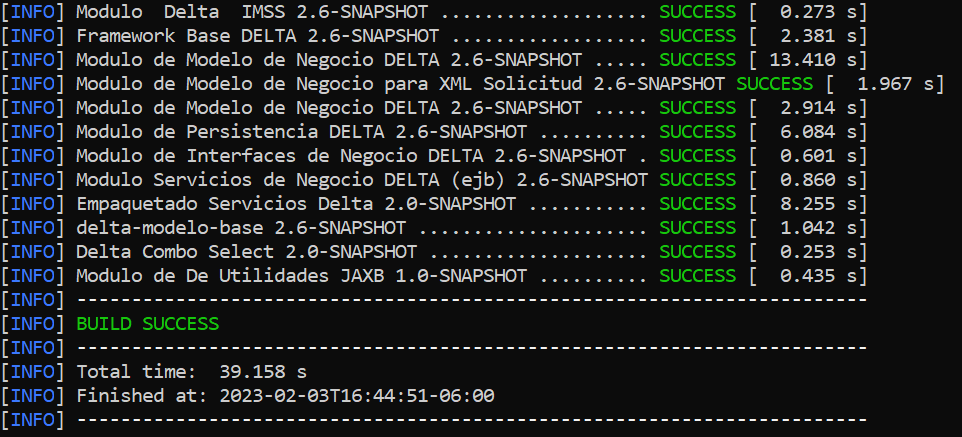 [INFO] Modulo  Delta  IMSS 2.6-SNAPSHOT ................... SUCCESS [  0.273 s]
[INFO] Framework Base DELTA 2.6-SNAPSHOT .................. SUCCESS [  2.381 s]
[INFO] Modulo de Modelo de Negocio DELTA 2.6-SNAPSHOT ..... SUCCESS [ 13.410 s]
[INFO] Modulo de Modelo de Negocio para XML Solicitud 2.6-SNAPSHOT SUCCESS [  1.967 s]
[INFO] Modulo de Modelo de Negocio DELTA 2.6-SNAPSHOT ..... SUCCESS [  2.914 s]
[INFO] Modulo de Persistencia DELTA 2.6-SNAPSHOT .......... SUCCESS [  6.084 s]
[INFO] Modulo de Interfaces de Negocio DELTA 2.6-SNAPSHOT . SUCCESS [  0.601 s]
[INFO] Modulo Servicios de Negocio DELTA (ejb) 2.6-SNAPSHOT SUCCESS [  0.860 s]
[INFO] Empaquetado Servicios Delta 2.0-SNAPSHOT ........... SUCCESS [  8.255 s]
[INFO] delta-modelo-base 2.6-SNAPSHOT ..................... SUCCESS [  1.042 s]
[INFO] Delta Combo Select 2.0-SNAPSHOT .................... SUCCESS [  0.253 s]
[INFO] Modulo de De Utilidades JAXB 1.0-SNAPSHOT .......... SUCCESS [  0.435 s]
[INFO] ------------------------------------------------------------------------
[INFO] BUILD SUCCESS
[INFO] ------------------------------------------------------------------------
[INFO] Total time:  39.158 s
[INFO] Finished at: 2023-02-03T16:44:51-06:00
[INFO] ------------------------------------------------------------------------